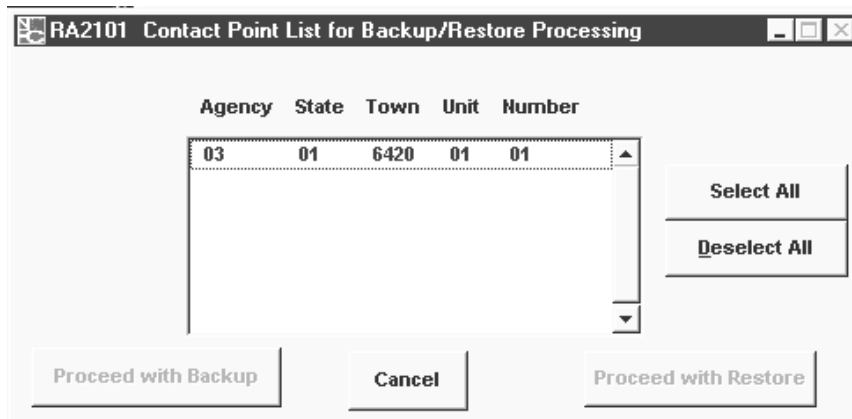 RA2101 Contact Point List for Backup/Restore Processing
Agency State Town Unit Number
03 01 6420 01 01
Select All
Deselect All
Proceed with Backup Cancel Proceed with Restore